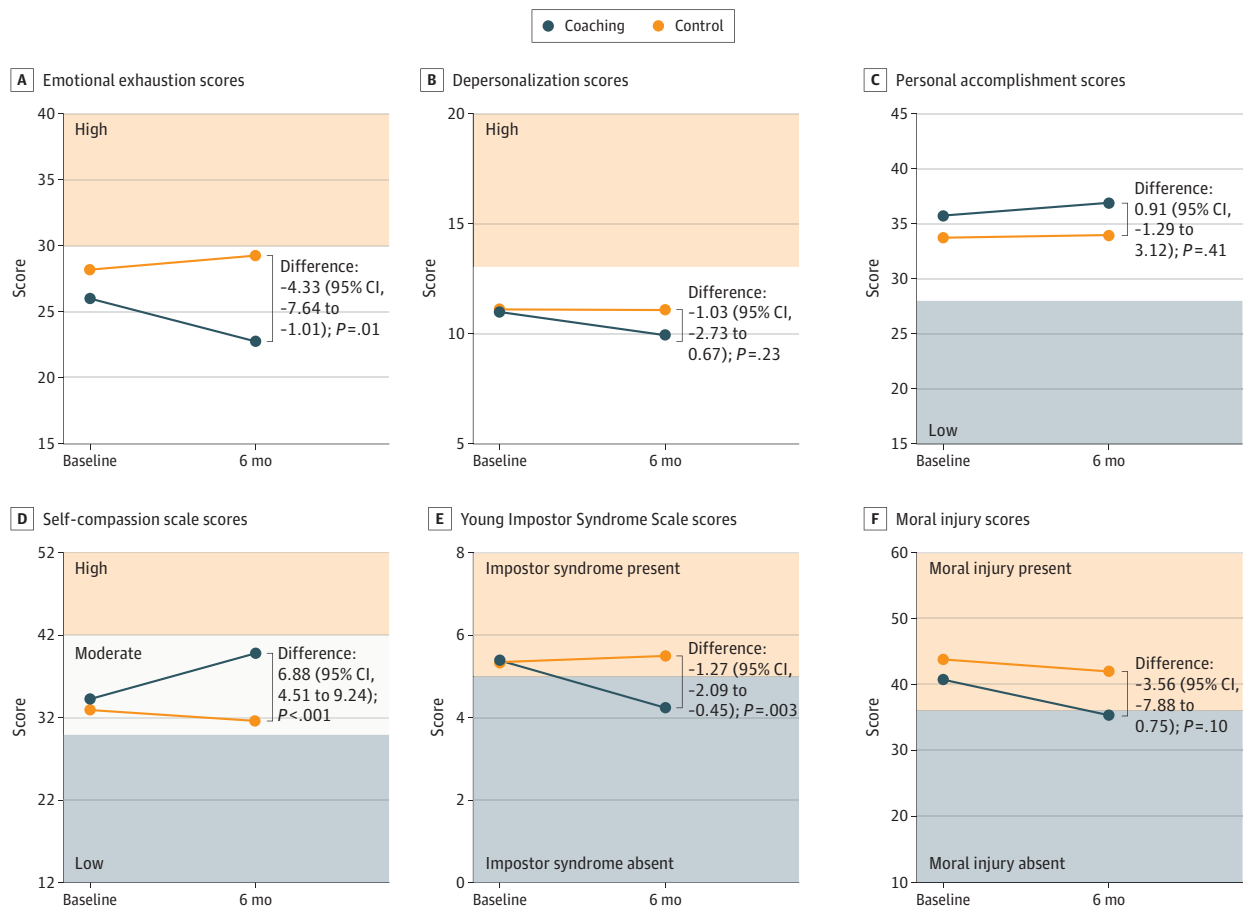 Coaching Control
A Emotional exhaustion scores
40
35
30
25
20
15
Score
High
Difference:
-4.33 (95% CI,
-7.64 to
-1.01); P=.01
Baseline 6 mo
B Depersonalization scores
20
15
10
5
Score
High
Difference:
-1.03 (95% CI,
-2.73 to
0.67); P=.23
Baseline 6 mo
C Personal accomplishment scores
45
40
35
30
25
20
15
Score
Difference:
0.91 (95% CI,
-1.29 to
3.12); P=.41
Low
Baseline 6 mo
D Self-compassion scale scores
52
42
32
22
12
Score
High
Moderate
Difference:
6.88 (95% CI,
4.51 to 9.24);
P<.001
Low
Baseline 6 mo
E Young Impostor Syndrome Scale scores
8
6
4
2
0
Score
Impostor syndrome present
Difference:
-1.27 (95% CI,
-2.09 to
-0.45); P=.003
Impostor syndrome absent
Baseline 6 mo
F Moral injury scores
60
50
40
30
20
10
Score
Moral injury present
Difference:
-3.56 (95% CI,
-7.88 to
0.75); P=.10
Moral injury absent
Baseline 6 mo